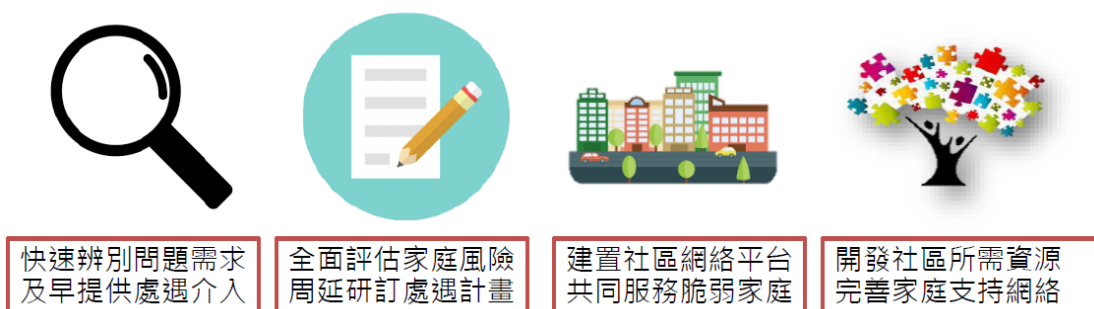 快速辨別問題需求
及早提供處遇介入
全面評估家庭風險
周延研訂處遇計畫
建置社區網絡平台
共同服務脆弱家庭
開發社區所需資源
完善家庭支持網絡